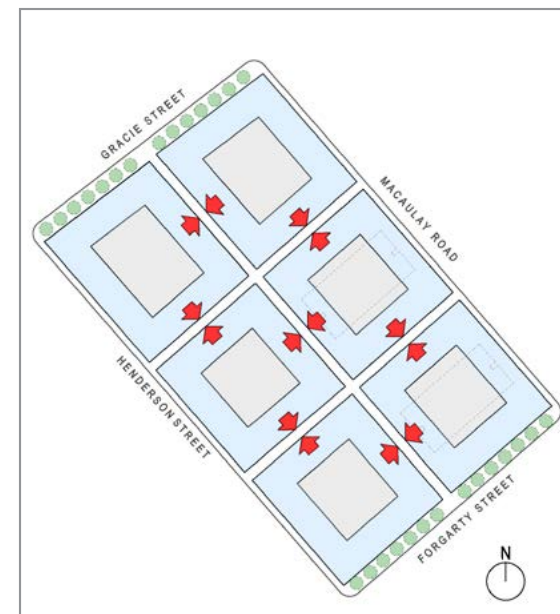 GRACIE STREET
MACAULAY ROAD
HENDERSON STREET
FORGARTY STREET
N